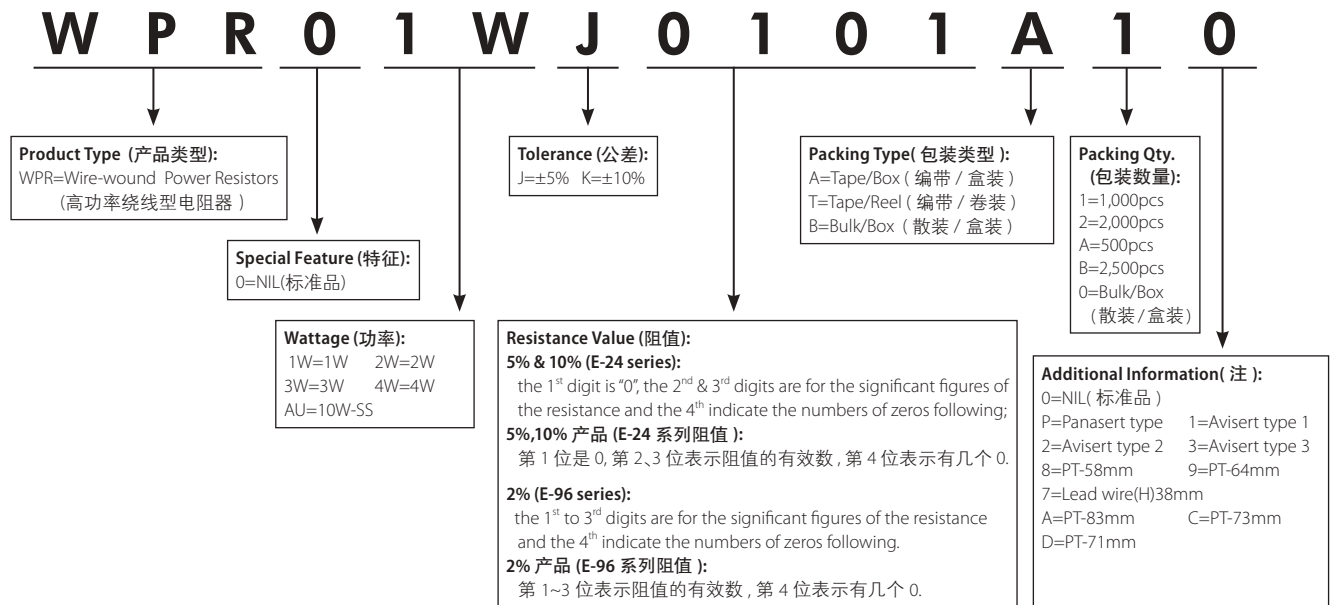 WPR01WJ0101A10
Product Type (产品类型):
WPR=Wire-wound Power Resistors
(高功率绕线型电阻器 )
Special Feature (特征):
0=NIL(标准品)
Wattage (功率):
1W=1W 2W=2W
3W=3W 4W=4W
AU=10W-SS
Tolerance (公差):
J=±5% K=±10%
Resistance Value (阻值):
5% & 10% (E-24 series):
the 1st digit is “0”, the 2nd & 3rd digits are for the significant figures of
the resistance and the 4th indicate the numbers of zeros following;
5%,10% 产品 (E-24 系列阻值 ):
第 1 位是 0, 第 2、3 位表示阻值的有效数 , 第 4 位表示有几个 0.
2% (E-96 series):
the 1st to 3rd digits are for the significant figures of the resistance
and the 4th indicate the numbers of zeros following.
2% 产品 (E-96 系列阻值 ):
第 1~3 位表示阻值的有效数 , 第 4 位表示有几个 0.
Packing Type( 包装类型 ):
A=Tape/Box ( 编带 / 盒装 )
T=Tape/Reel ( 编带 / 卷装 )
B=Bulk/Box ( 散装 / 盒装 )
Packing Qty.
(包装数量):
1=1,000pcs
2=2,000pcs
A=500pcs
B=2,500pcs
0=Bulk/Box
(散装 / 盒装)
Additional Information( 注 ):
0=NIL( 标准品 )
P=Panasert type 1=Avisert type 1
2=Avisert type 2 3=Avisert type 3
8=PT-58mm 9=PT-64mm
7=Lead wire(H)38mm
A=PT-83mm C=PT-73mm
D=PT-71mm